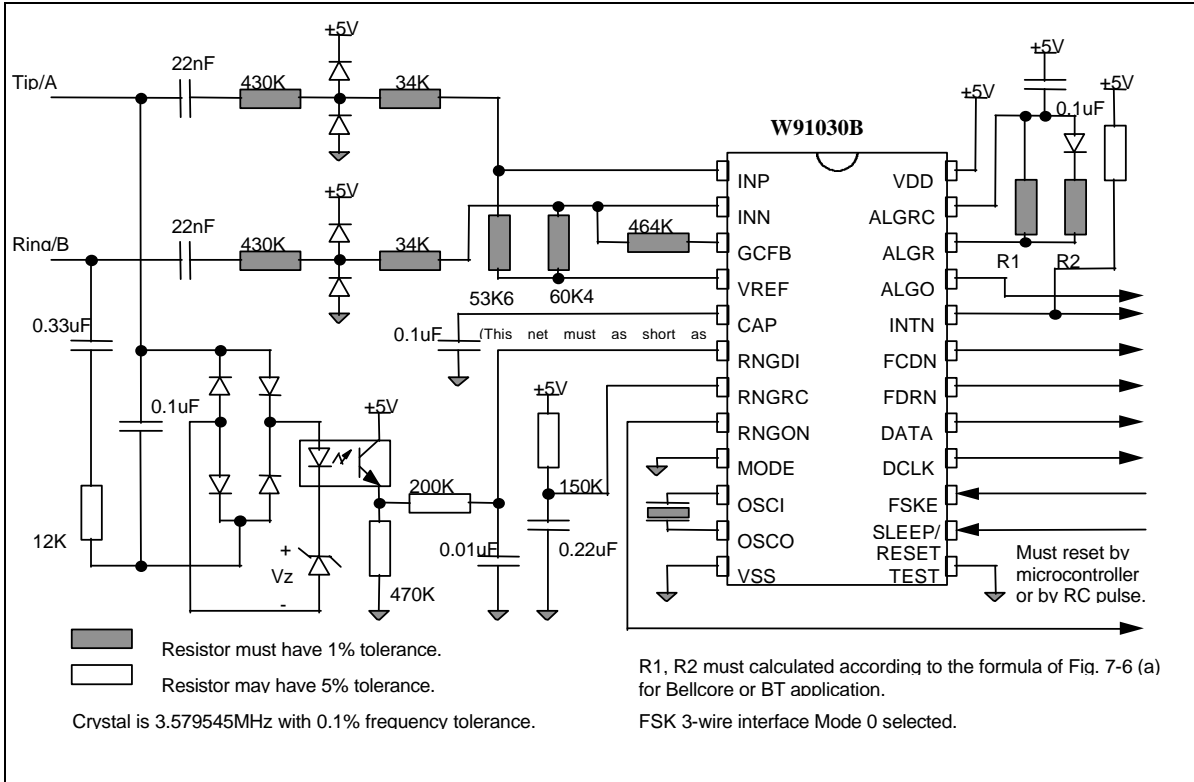 +5V
Tip/A
22nF
430K
34K
+5V
Ring/B
22nF
430K
34K
464K
53K6
60K4
0.1uF
(This net must as short as
0.33uF
0.1uF
12K
+
Vz
-
+5V
200K
470K
0.01uF
+5V
150K
0.22uF
W91030B
INP
INN
GCFB
VREF
CAP
RNGDI
RNGRC
RNGON
MODE
OSCI
OSCO
VSS
VDD
ALGRC
ALGR
ALGO
INTN
FCDN
FDRN
DATA
DCLK
FSKE
SLEEP/
RESET
TEST
+5V
+5V
0.1uF
+5V
R1
R2
Must reset by
microcontroller
or by RC pulse.
Resistor must have 1% tolerance.
Resistor may have 5% tolerance.
Crystal is 3.579545MHz with 0.1% frequency tolerance.
R1, R2 must calculated according to the formula of Fig. 7-6 (a)
for Bellcore or BT application.
FSK 3-wire interface Mode 0 selected.